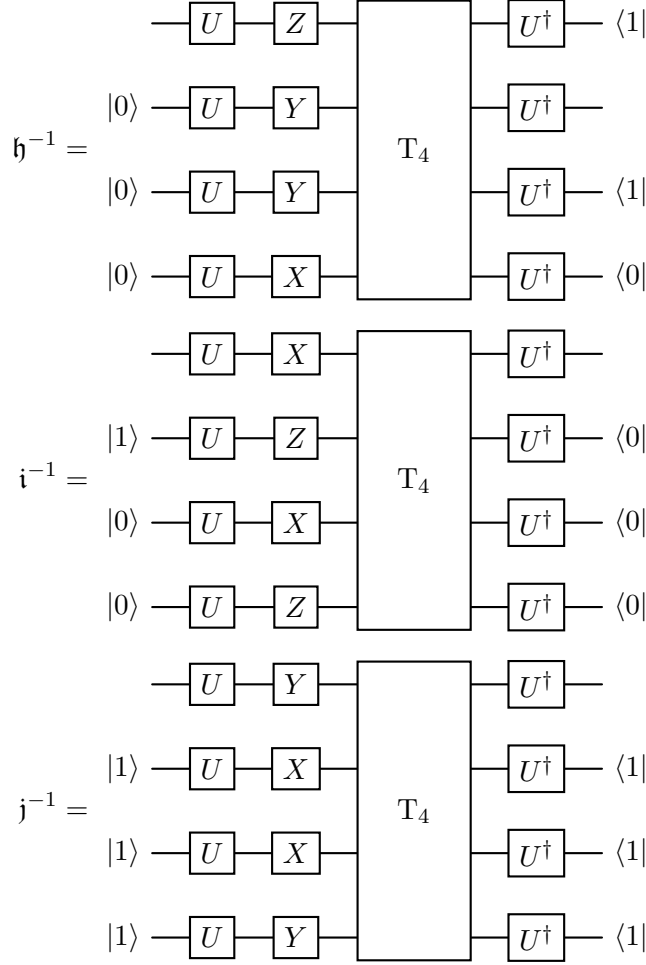 U Z U† ⟨1|
|0⟩ U Y U†
𝔥⁻¹ = T₄
|0⟩ U Y U† ⟨1|
|0⟩ U X U† ⟨0|
U X U†
|1⟩ U Z U† ⟨0|
𝔦⁻¹ = T₄
|0⟩ U X U† ⟨0|
|0⟩ U Z U† ⟨0|
U Y U†
|1⟩ U X U† ⟨1|
𝔧⁻¹ = T₄
|1⟩ U X U† ⟨1|
|1⟩ U Y U† ⟨1|